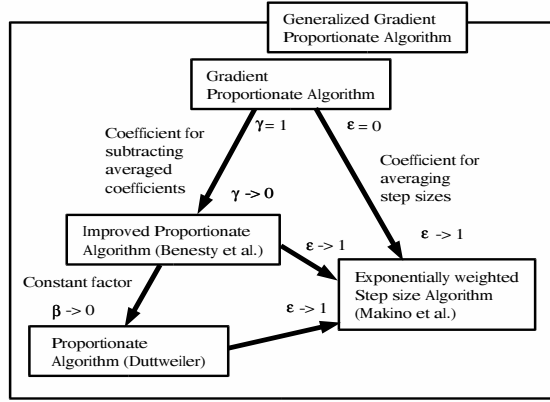 Generalized Gradient
Proportionate Algorithm
Gradient
Proportionate Algorithm
γ = 1
ε = 0
Coefficient for
subtracting
averaged
coefficients
Coefficient for
averaging
step sizes
γ -> 0
ε -> 1
Improved Proportionate
Algorithm (Benesty et al.)
ε -> 1
Exponentially weighted
Step size Algorithm
(Makino et al.)
Constant factor
β -> 0
ε -> 1
Proportionate
Algorithm (Duttweiler)